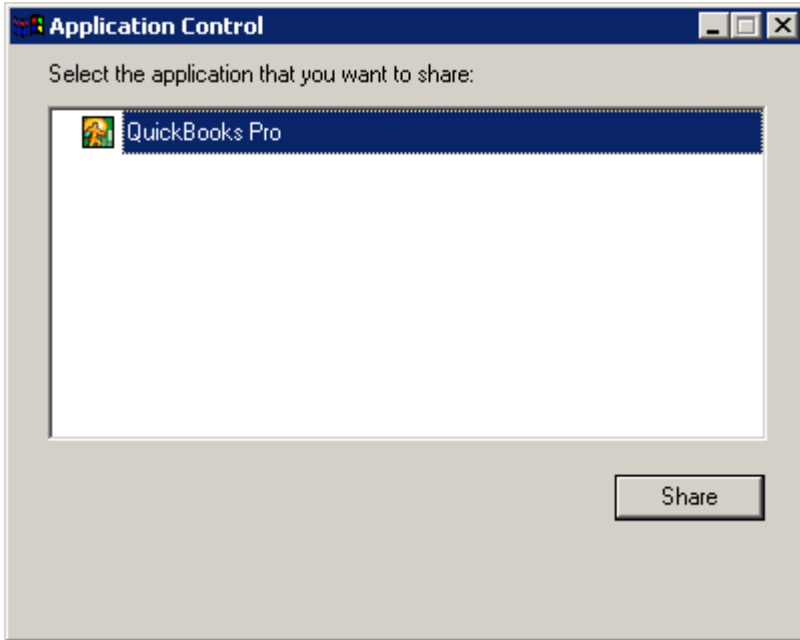 Application Control
Select the application that you want to share:
QuickBooks Pro
Share